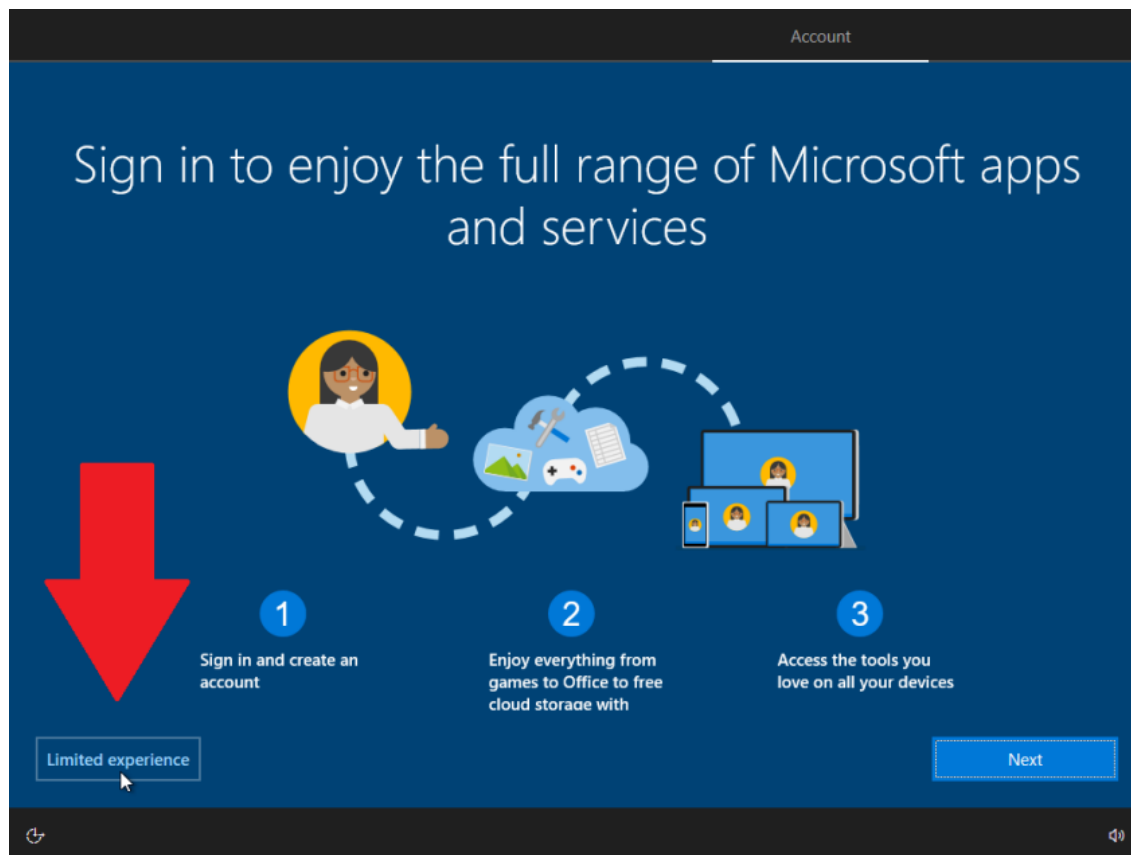 Account
Sign in to enjoy the full range of Microsoft apps
and services
1
Sign in and create an
account
2
Enjoy everything from
games to Office to free
cloud storage with
3
Access the tools you
love on all your devices
Limited experience
Next